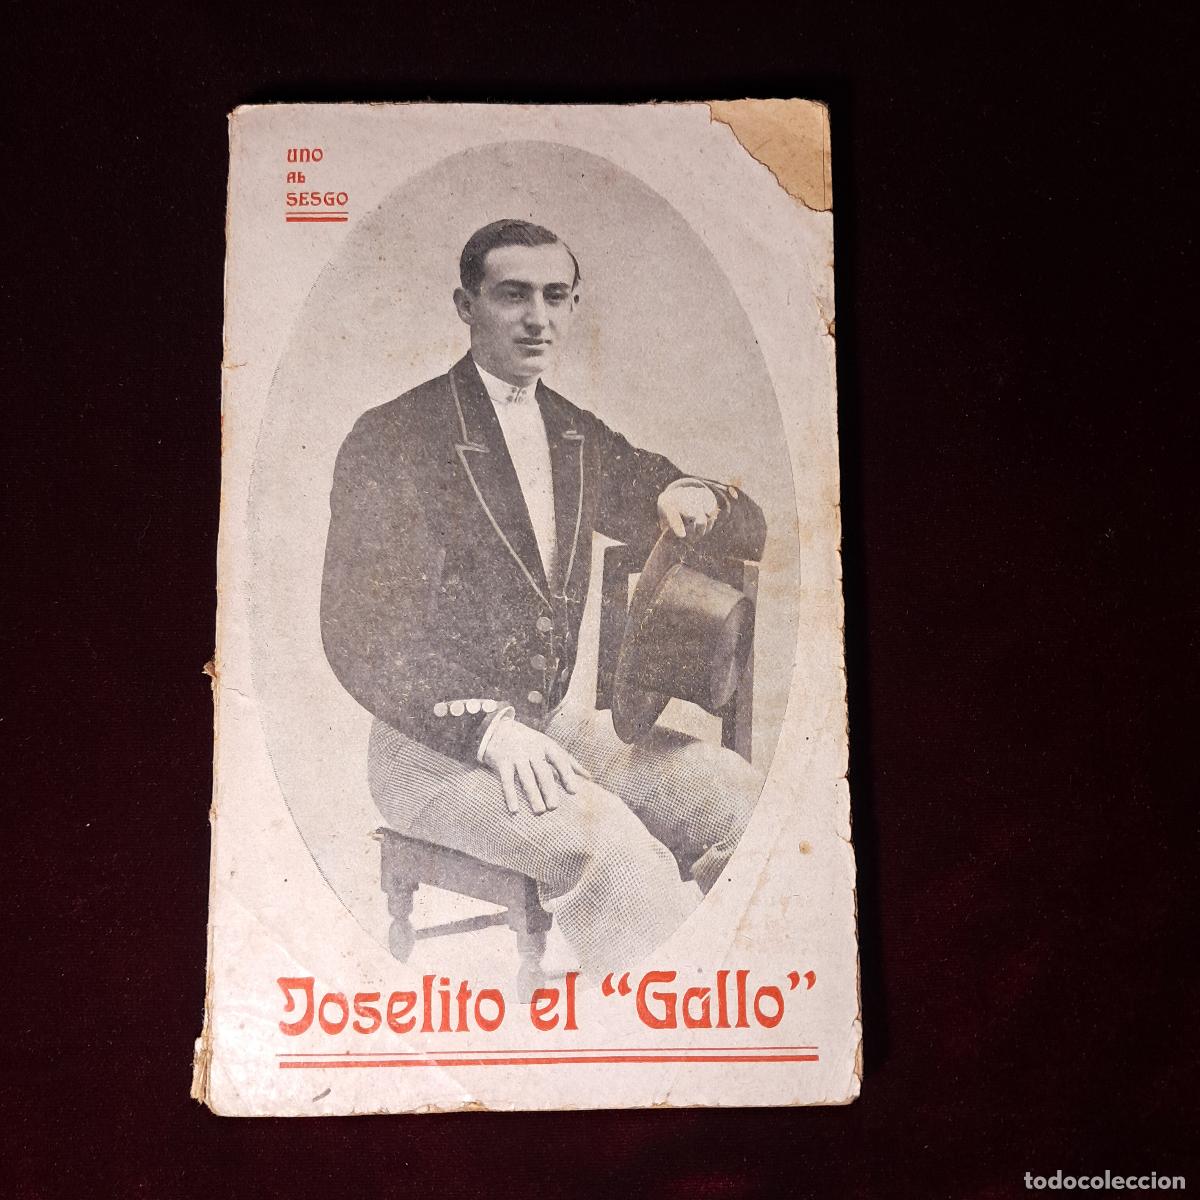 UNO
AL
SESGO
Joselito el "Gallo"
todocoleccion